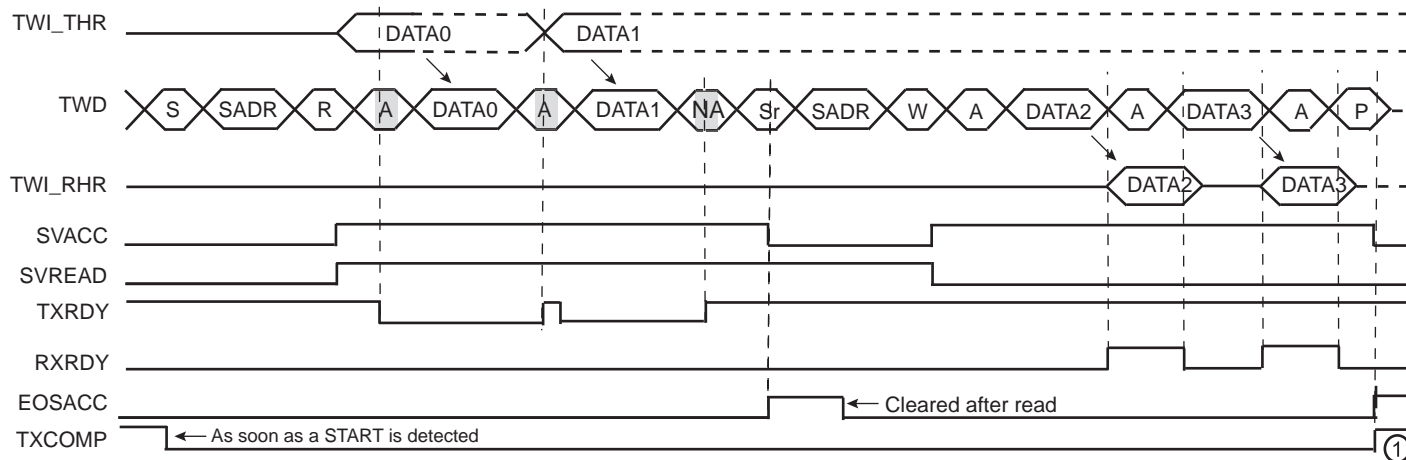 TWI_THR DATA0 DATA1
TWD S SADR R A DATA0 A DATA1 NA Sr SADR W A DATA2 A DATA3 A P
TWI_RHR DATA2 DATA3
SVACC
SVREAD
TXRDY
RXRDY
EOSACC Cleared after read
TXCOMP As soon as a START is detected 1